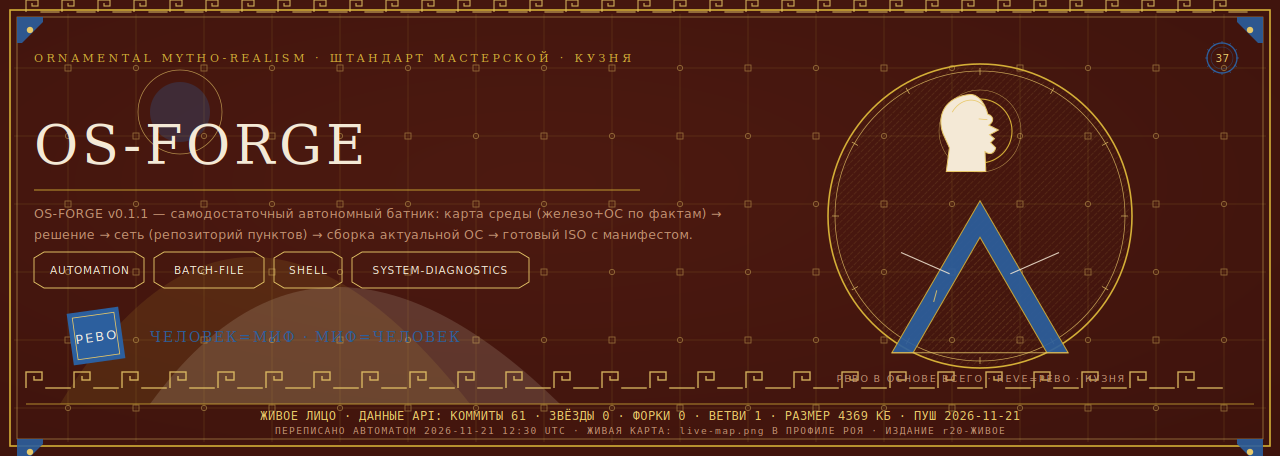 ORNAMENTAL MYTHO-REALISM · ШТАНДАРТ МАСТЕРСКОЙ · КУЗНЯ
37
OS-FORGE
OS-FORGE v0.1.1 — самодостаточный автономный батник: карта среды (железо+ОС по фактам) →
решение → сеть (репозиторий пунктов) → сборка актуальной ОС → готовый ISO с манифестом.
AUTOMATION BATCH-FILE SHELL SYSTEM-DIAGNOSTICS
РЕВО
ЧЕЛОВЕК=МИФ · МИФ=ЧЕЛОВЕК
РЕВО В ОСНОВЕ ВСЕГО · REVE=РЕВО · КУЗНЯ
ЖИВОЕ ЛИЦО · ДАННЫЕ API: КОММИТЫ 61 · ЗВЁЗДЫ 0 · ФОРКИ 0 · ВЕТВИ 1 · РАЗМЕР 4369 КБ · ПУШ 2026-11-21
ПЕРЕПИСАНО АВТОМАТОМ 2026-11-21 12:30 UTC · ЖИВАЯ КАРТА: live-map.png В ПРОФИЛЕ РОЯ · ИЗДАНИЕ r20-ЖИВОЕ